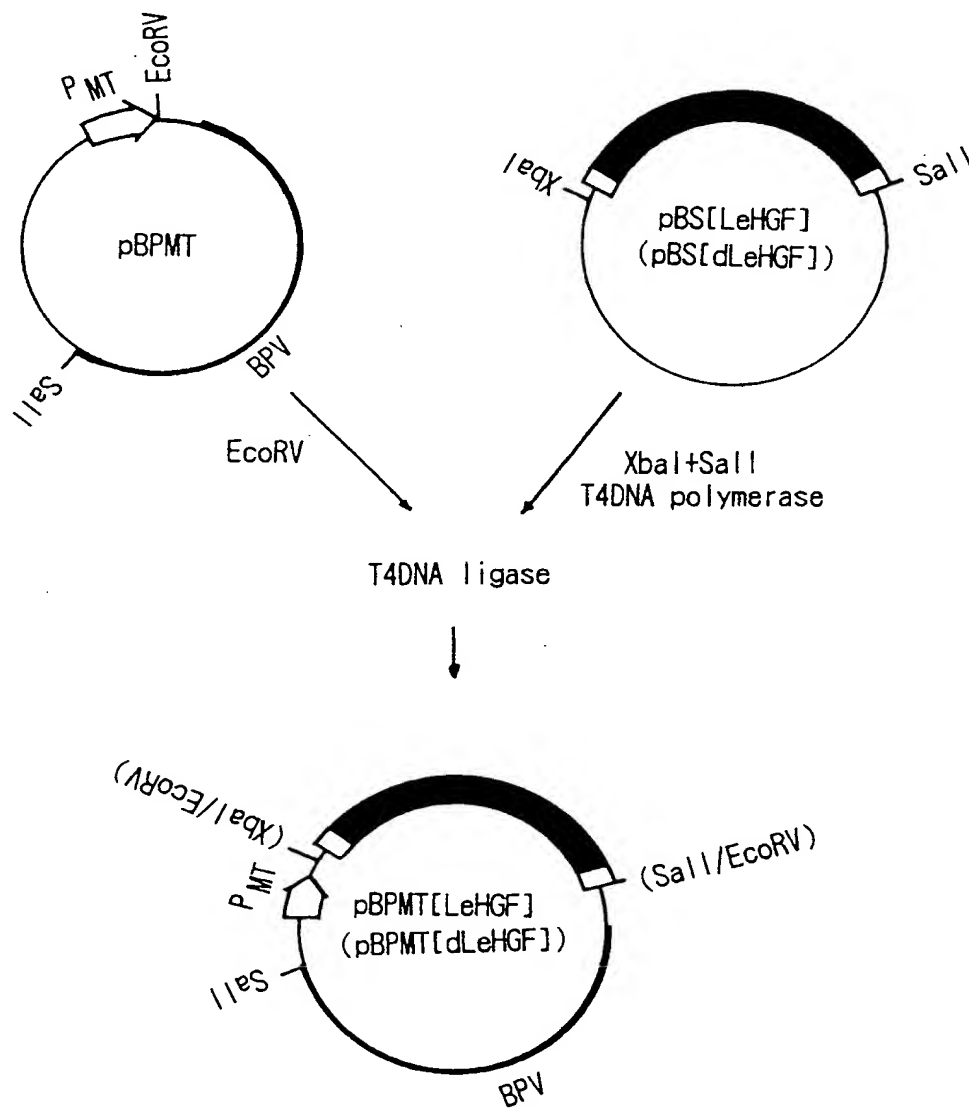 P MT
EcoRV
pBPMT
SalI
BPV
XbaI
SalI
pBS[LeHGF]
(pBS[dLeHGF])
EcoRV
XbaI+SalI
T4DNA polymerase
T4DNA ligase
(XbaI/EcoRV)
P MT
(SalI/EcoRV)
pBPMT[LeHGF]
(pBPMT[dLeHGF])
SalI
BPV